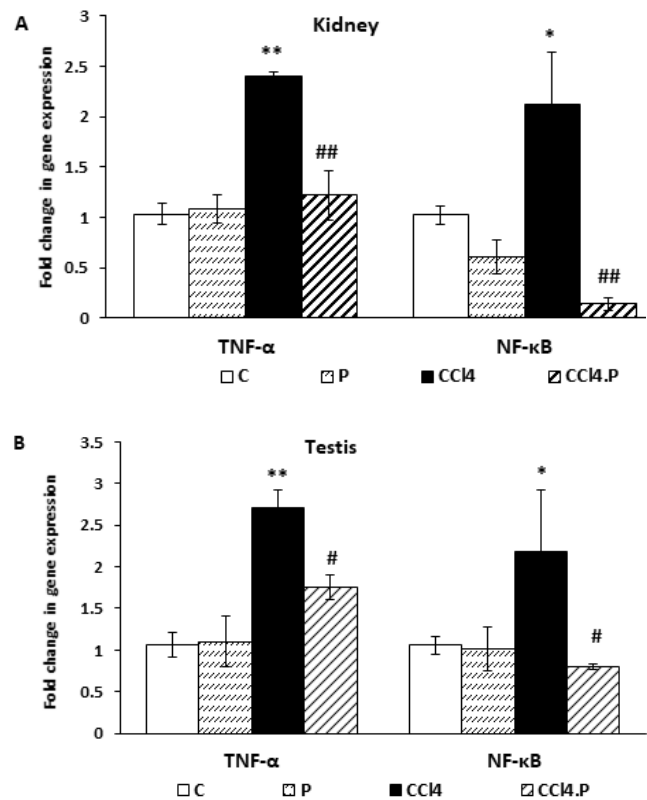 A
Kidney
Fold change in gene expression
3
2.5
2
1.5
1
0.5
0
**
##
*
##
TNF-α
NF-κB
C
P
CCl4
CCl4.P
B
Testis
Fold change in gene expression
3.5
3
2.5
2
1.5
1
0.5
0
**
#
*
#
TNF-α
NF-κB
C
P
CCl4
CCl4.P